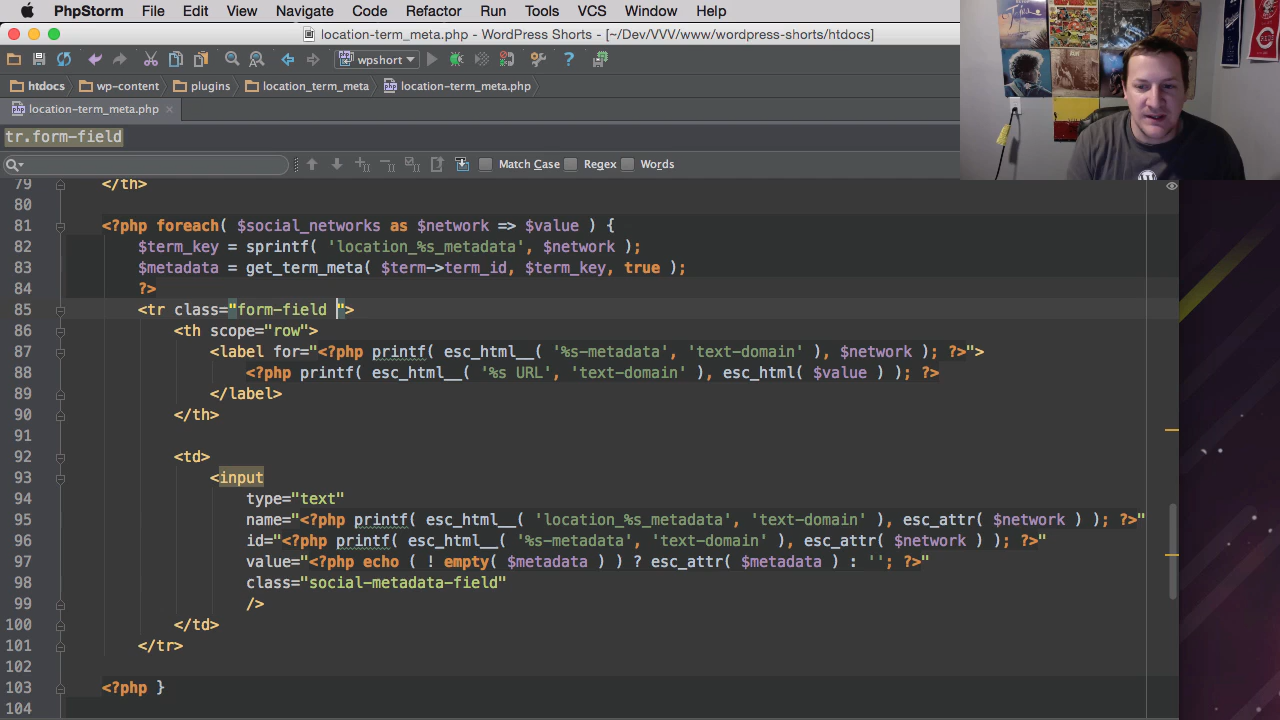 PhpStorm File Edit View Navigate Code Refactor Run Tools VCS Window Help
location-term_meta.php - WordPress Shorts - [~/Dev/VVV/www/wordpress-shorts/htdocs]
wpshort
htdocs wp-content plugins location_term_meta location-term_meta.php
location-term_meta.php
tr.form-field
Match Case Regex Words
79 </th>
80
81 <?php foreach( $social_networks as $network => $value ) {
82 $term_key = sprintf( 'location_%s_metadata', $network );
83 $metadata = get_term_meta( $term->term_id, $term_key, true );
84 ?>
85 <tr class="form-field ">
86 <th scope="row">
87 <label for="<?php printf( esc_html__( '%s-metadata', 'text-domain' ), $network ); ?>">
88 <?php printf( esc_html__( '%s URL', 'text-domain' ), esc_html( $value ) ); ?>
89 </label>
90 </th>
91
92 <td>
93 <input
94 type="text"
95 name="<?php printf( esc_html__( 'location_%s_metadata', 'text-domain' ), esc_attr( $network ) ); ?>"
96 id="<?php printf( esc_html__( '%s-metadata', 'text-domain' ), esc_attr( $network ) ); ?>"
97 value="<?php echo ( ! empty( $metadata ) ) ? esc_attr( $metadata ) : ''; ?>"
98 class="social-metadata-field"
99 />
100 </td>
101 </tr>
102
103 <?php }
104